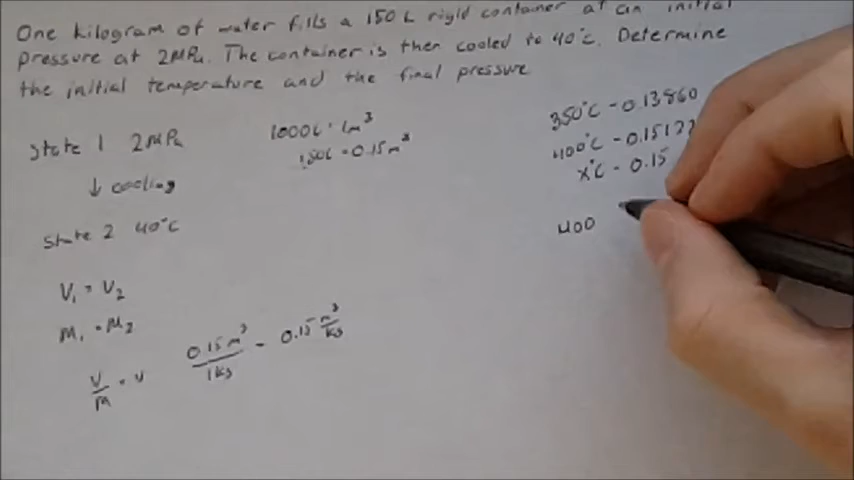 One kilogram of water fills a 150 L rigid container at an initial
pressure at 2MPa. The container is then cooled to 40°C. Determine
the initial temperature and the final pressure
State 1 2MPa
↓ cooling
State 2 40°C
V₁ = V₂
M₁ = M₂
V/M = v 0.15m³/1kg = 0.15 m³/kg
1000L = 1m³
150L = 0.15m³
350°C - 0.13860
400°C - 0.15122
x°C - 0.15
400